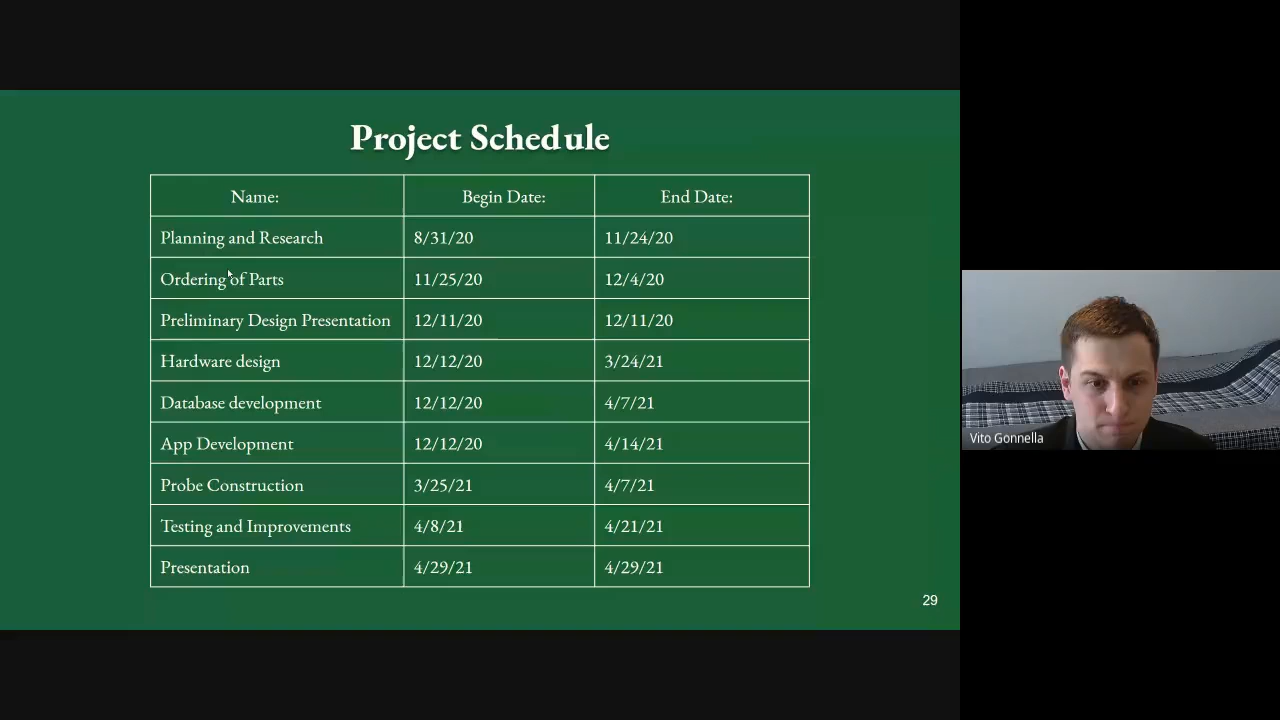 Project Schedule
Name: Begin Date: End Date:
Planning and Research 8/31/20 11/24/20
Ordering of Parts 11/25/20 12/4/20
Preliminary Design Presentation 12/11/20 12/11/20
Hardware design 12/12/20 3/24/21
Database development 12/12/20 4/7/21
App Development 12/12/20 4/14/21
Probe Construction 3/25/21 4/7/21
Testing and Improvements 4/8/21 4/21/21
Presentation 4/29/21 4/29/21
29
Vito Gonnella